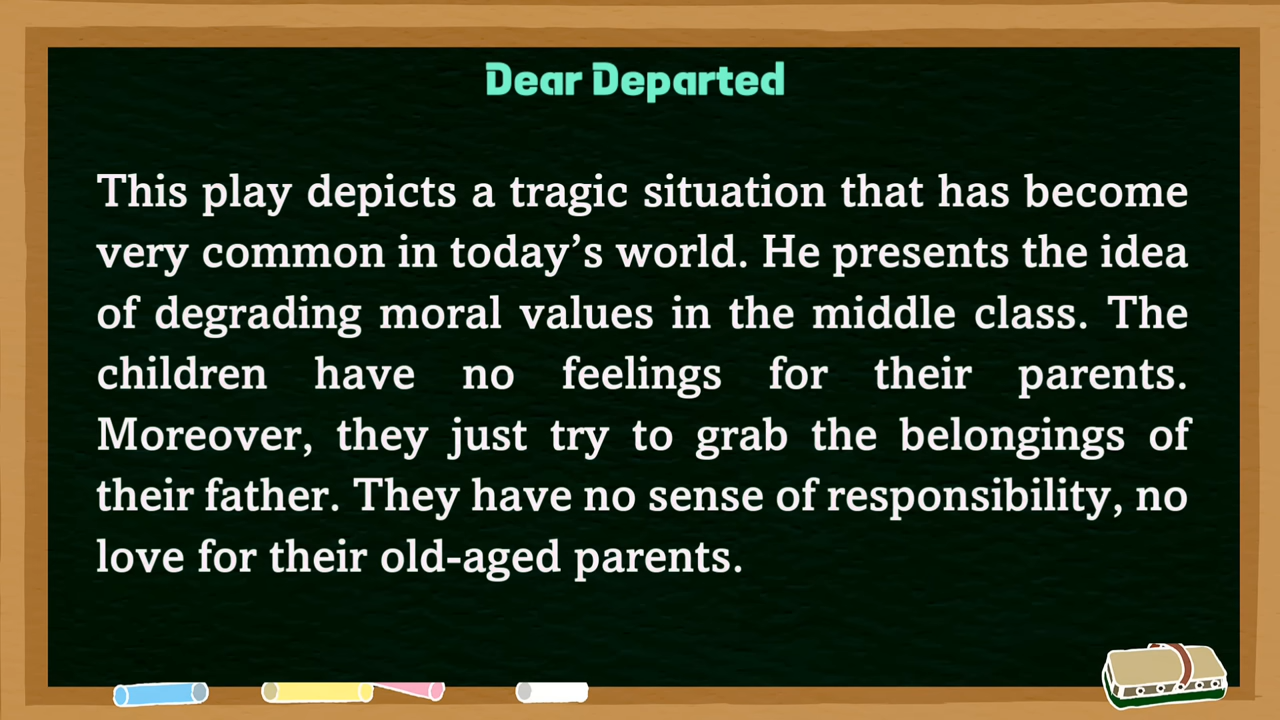 Dear Departed
This play depicts a tragic situation that has become
very common in today’s world. He presents the idea
of degrading moral values in the middle class. The
children have no feelings for their parents.
Moreover, they just try to grab the belongings of
their father. They have no sense of responsibility, no
love for their old-aged parents.